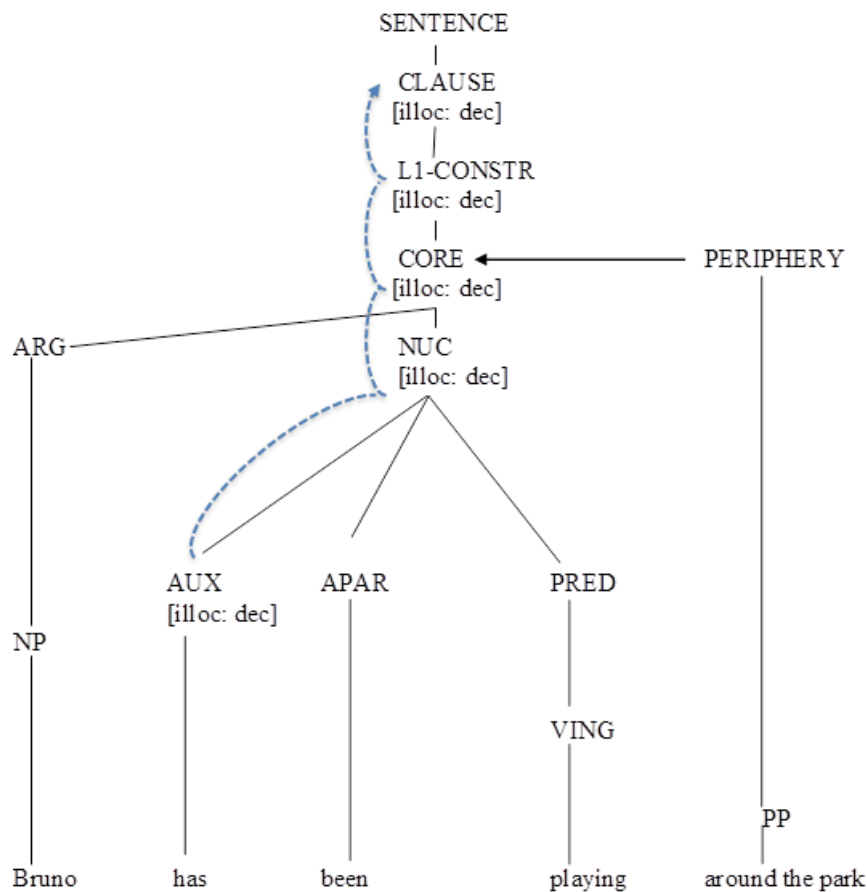 SENTENCE
CLAUSE
[illoc: dec]
L1-CONSTR
[illoc: dec]
CORE PERIPHERY
[illoc: dec]
ARG NUC
[illoc: dec]
AUX APAR PRED
[illoc: dec]
NP
VING
PP
Bruno has been playing around the park